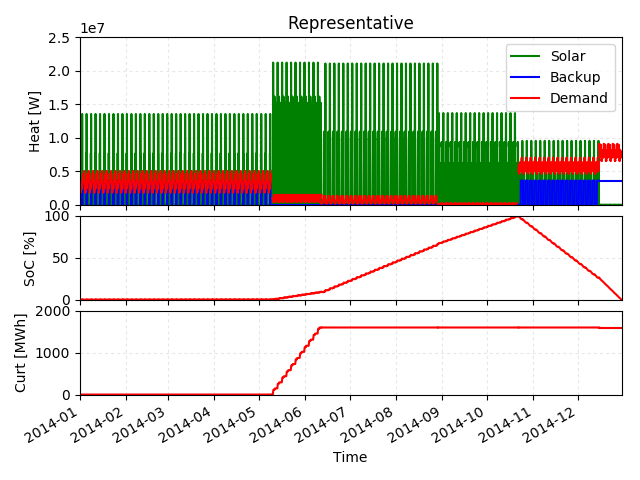 Representative
1e7
2.5
2.0
1.5
1.0
0.5
0.0
Heat [W]
Solar
Backup
Demand
100
50
0
SoC [%]
2000
1000
0
Curt [MWh]
2014-01
2014-02
2014-03
2014-04
2014-05
2014-06
2014-07
2014-08
2014-09
2014-10
2014-11
2014-12
Time